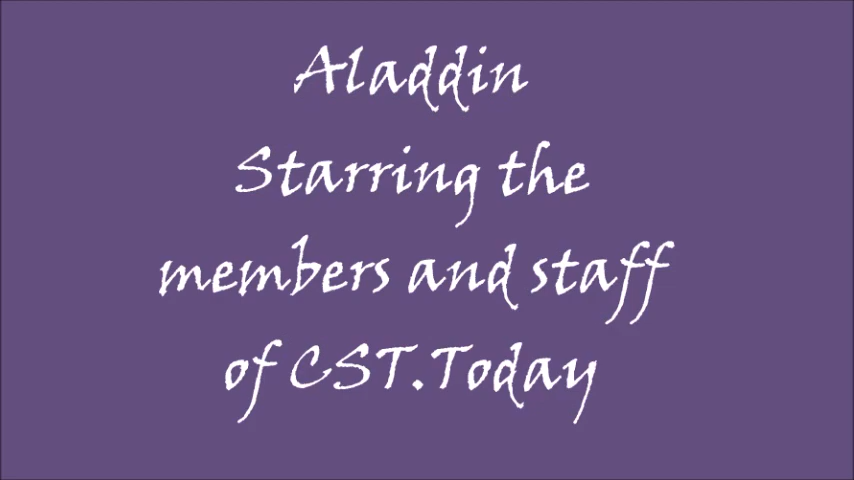 Aladdin
Starring the
members and staff
of CST.Today